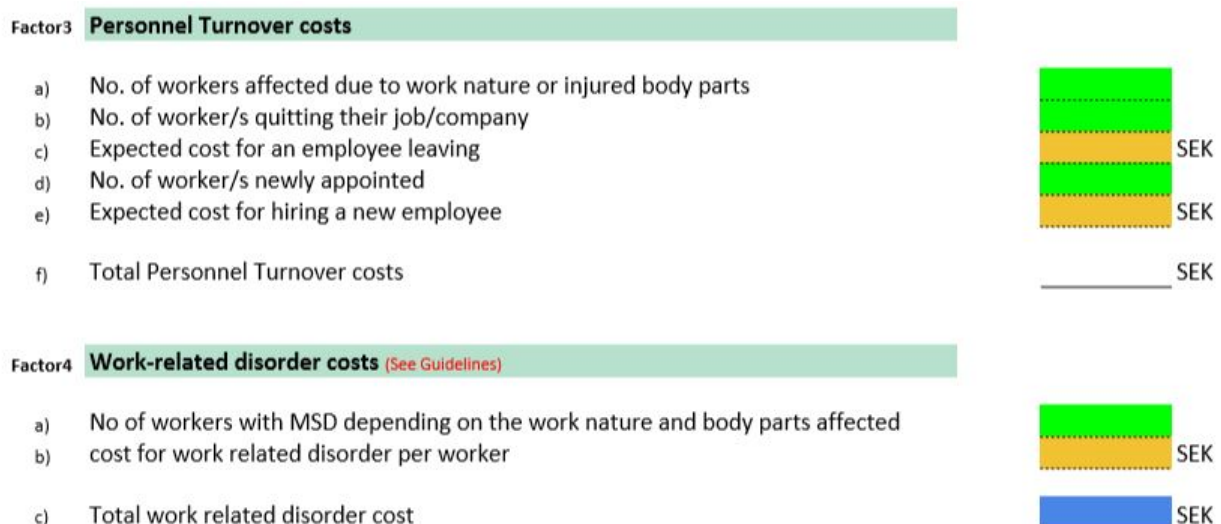 Factor3 Personnel Turnover costs
a) No. of workers affected due to work nature or injured body parts
b) No. of worker/s quitting their job/company
c) Expected cost for an employee leaving SEK
d) No. of worker/s newly appointed
e) Expected cost for hiring a new employee SEK
f) Total Personnel Turnover costs SEK
Factor4 Work-related disorder costs (See Guidelines)
a) No of workers with MSD depending on the work nature and body parts affected
b) cost for work related disorder per worker SEK
c) Total work related disorder cost SEK